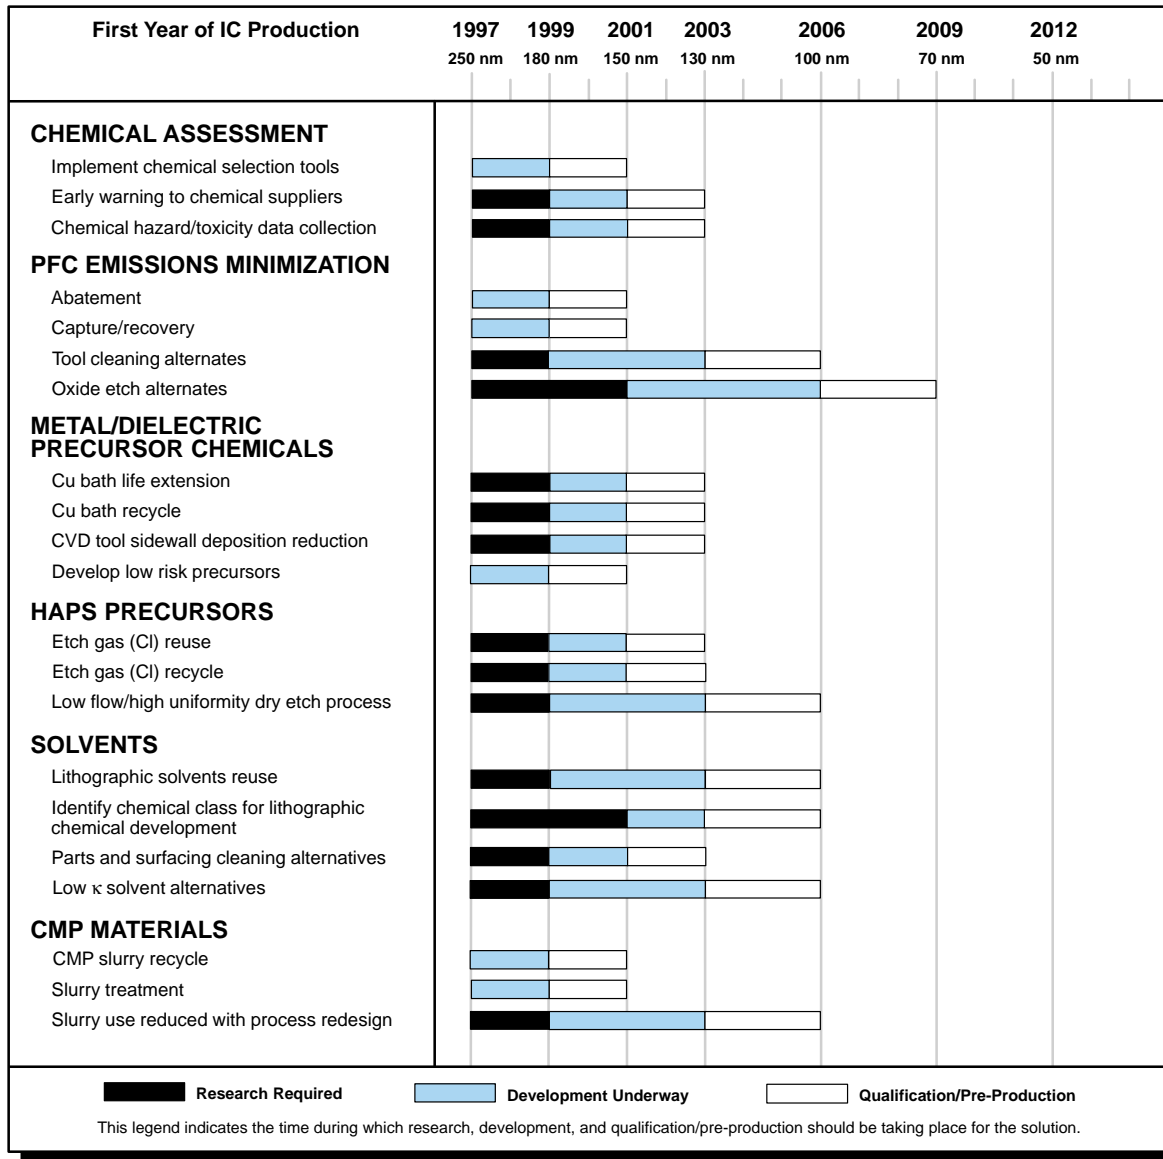 First Year of IC Production 1997 1999 2001 2003 2006 2009 2012
250 nm 180 nm 150 nm 130 nm 100 nm 70 nm 50 nm
CHEMICAL ASSESSMENT
Implement chemical selection tools
Early warning to chemical suppliers
Chemical hazard/toxicity data collection
PFC EMISSIONS MINIMIZATION
Abatement
Capture/recovery
Tool cleaning alternates
Oxide etch alternates
METAL/DIELECTRIC
PRECURSOR CHEMICALS
Cu bath life extension
Cu bath recycle
CVD tool sidewall deposition reduction
Develop low risk precursors
HAPS PRECURSORS
Etch gas (Cl) reuse
Etch gas (Cl) recycle
Low flow/high uniformity dry etch process
SOLVENTS
Lithographic solvents reuse
Identify chemical class for lithographic
chemical development
Parts and surfacing cleaning alternatives
Low κ solvent alternatives
CMP MATERIALS
CMP slurry recycle
Slurry treatment
Slurry use reduced with process redesign
Research Required Development Underway Qualification/Pre-Production
This legend indicates the time during which research, development, and qualification/pre-production should be taking place for the solution.